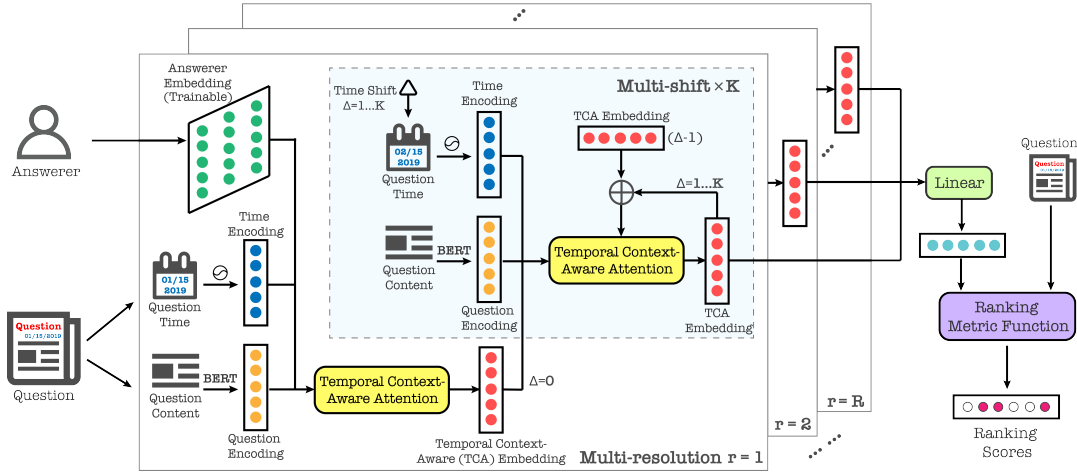 Answerer
Embedding
(Trainable)
Answerer
Time Shift
Δ=1...K
Time
Encoding
02/15
2019
Question
Time
Multi-shift×K
TCA Embedding
(Δ-1)
Δ=1...K
Question
Content
BERT
Question
Encoding
Temporal Context-
Aware Attention
TCA
Embedding
Time
Encoding
01/15
2019
Question
Time
Question
01/15/2019
Question
Question
Content
BERT
Question
Encoding
Temporal Context-
Aware Attention
Δ=0
Temporal Context-
Aware (TCA) Embedding
Multi-resolution r = 1
r = 2
r = R
Linear
Question
Question
Ranking
Metric Function
Ranking
Scores